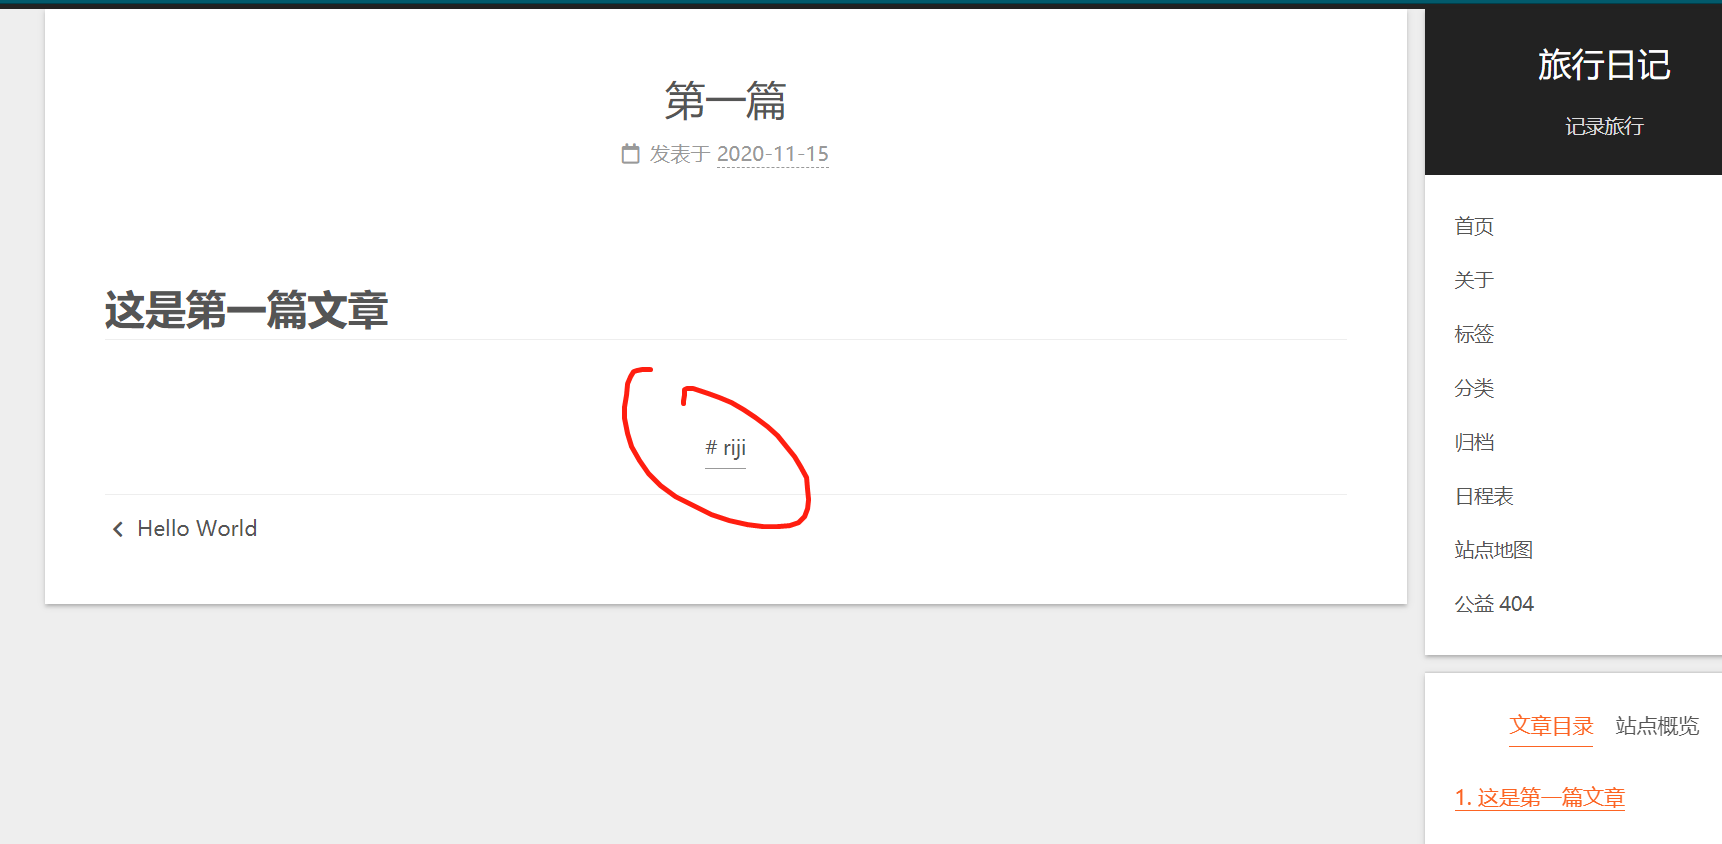 第一篇
发表于 2020-11-15
这是第一篇文章
# riji
Hello World
旅行日记
记录旅行
首页
关于
标签
分类
归档
日程表
站点地图
公益 404
文章目录 站点概览
1. 这是第一篇文章